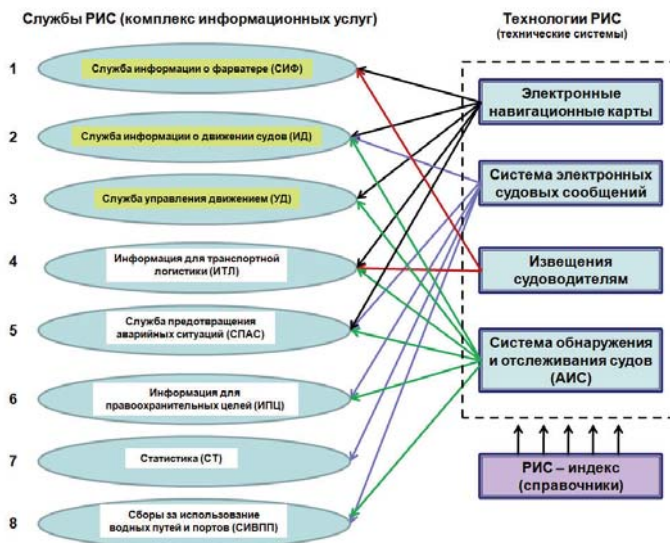 Службы РИС (комплекс информационных услуг)
Технологии РИС
(технические системы)
1
Служба информации о фарватере (СИФ)
2
Служба информации о движении судов (ИД)
3
Служба управления движением (УД)
4
Информация для транспортной
логистики (ИТЛ)
5
Служба предотвращения
аварийных ситуаций (СПАС)
6
Информация для
правоохранительных целей (ИПЦ)
7
Статистика (СТ)
8
Сборы за использование
водных путей и портов (СИВПП)
Электронные
навигационные карты
Система электронных
судовых сообщений
Извещения
судоводителям
Система обнаружения
и отслеживания судов
(АИС)
РИС – индекс
(справочники)